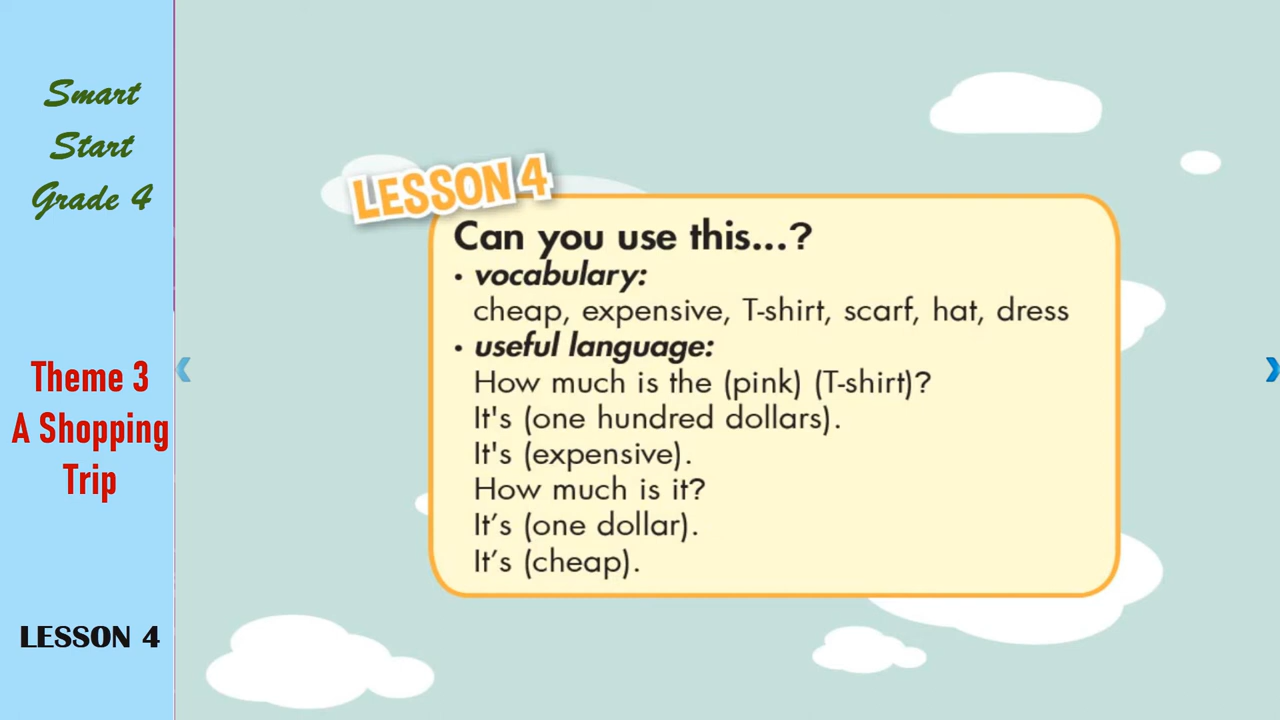 Smart
Start
Grade 4
Theme 3
A Shopping
Trip
LESSON 4
LESSON 4
Can you use this...?
• vocabulary:
cheap, expensive, T-shirt, scarf, hat, dress
• useful language:
How much is the (pink) (T-shirt)?
It's (one hundred dollars).
It's (expensive).
How much is it?
It’s (one dollar).
It’s (cheap).